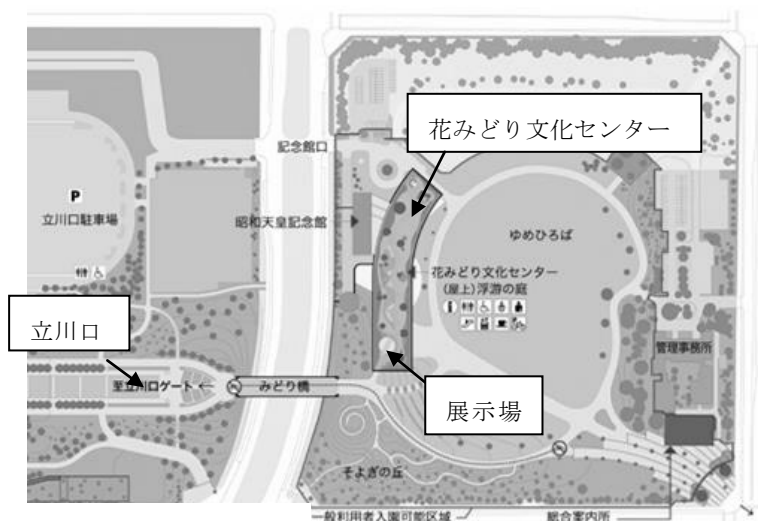 花みどり文化センター
記念館口
P
立川口駐車場
昭和天皇記念館
ゆめひろば
花みどり文化センター
(屋上)浮游の庭
立川口
管理事務所
至立川口ゲート
みどり橋
展示場
そよぎの丘
一般利用者入園可能区域
総合案内所